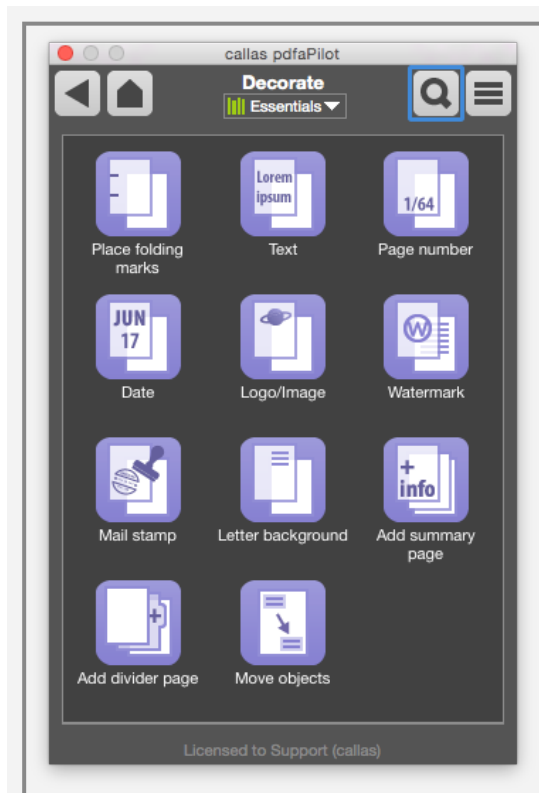 callas pdfaPilot
Decorate
Essentials
Lorem
ipsum
1/64
Place folding
marks
Text
Page number
JUN
17
W
Date
Logo/Image
Watermark
+
info
Mail stamp
Letter background
Add summary
page
+
Add divider page
Move objects
Licensed to Support (callas)